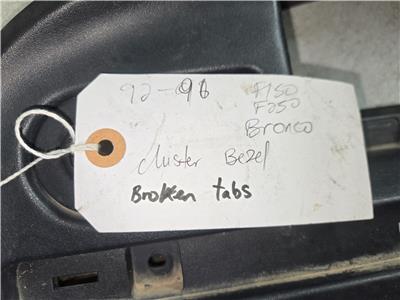 92-96
F150
F250
Bronco
cluster Bezel
Broken tabs